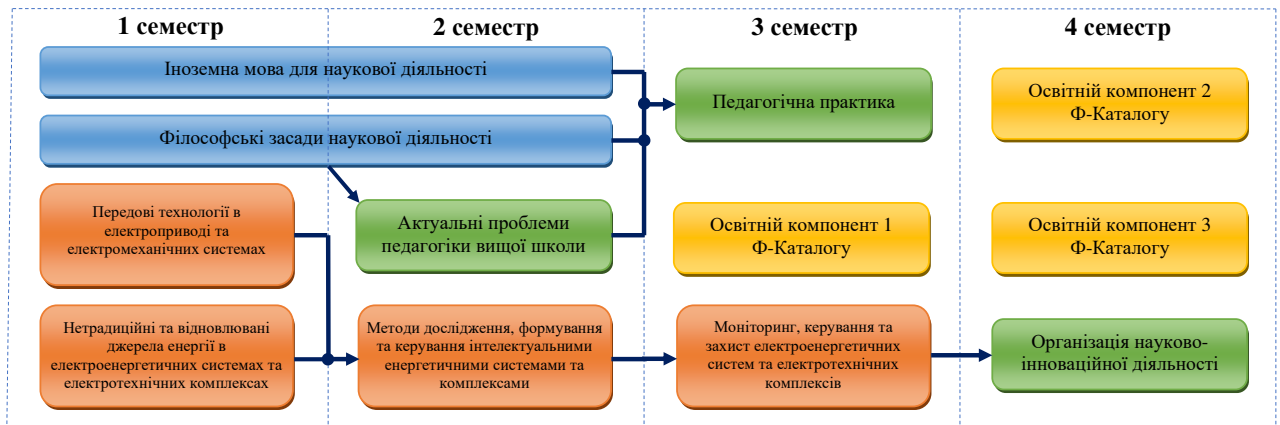 1 семестр
2 семестр
3 семестр
4 семестр
Іноземна мова для наукової діяльності
Філософські засади наукової діяльності
Педагогічна практика
Освітній компонент 2
Ф-Каталогу
Передові технології в
електроприводі та
електромеханічних системах
Актуальні проблеми
педагогіки вищої школи
Освітній компонент 1
Ф-Каталогу
Освітній компонент 3
Ф-Каталогу
Нетрадиційні та відновлювані
джерела енергії в
електроенергетичних системах та
електротехнічних комплексах
Методи дослідження, формування
та керування інтелектуальними
енергетичними системами та
комплексами
Моніторинг, керування та
захист електроенергетичних
систем та електротехнічних
комплексів
Організація науково-
інноваційної діяльності